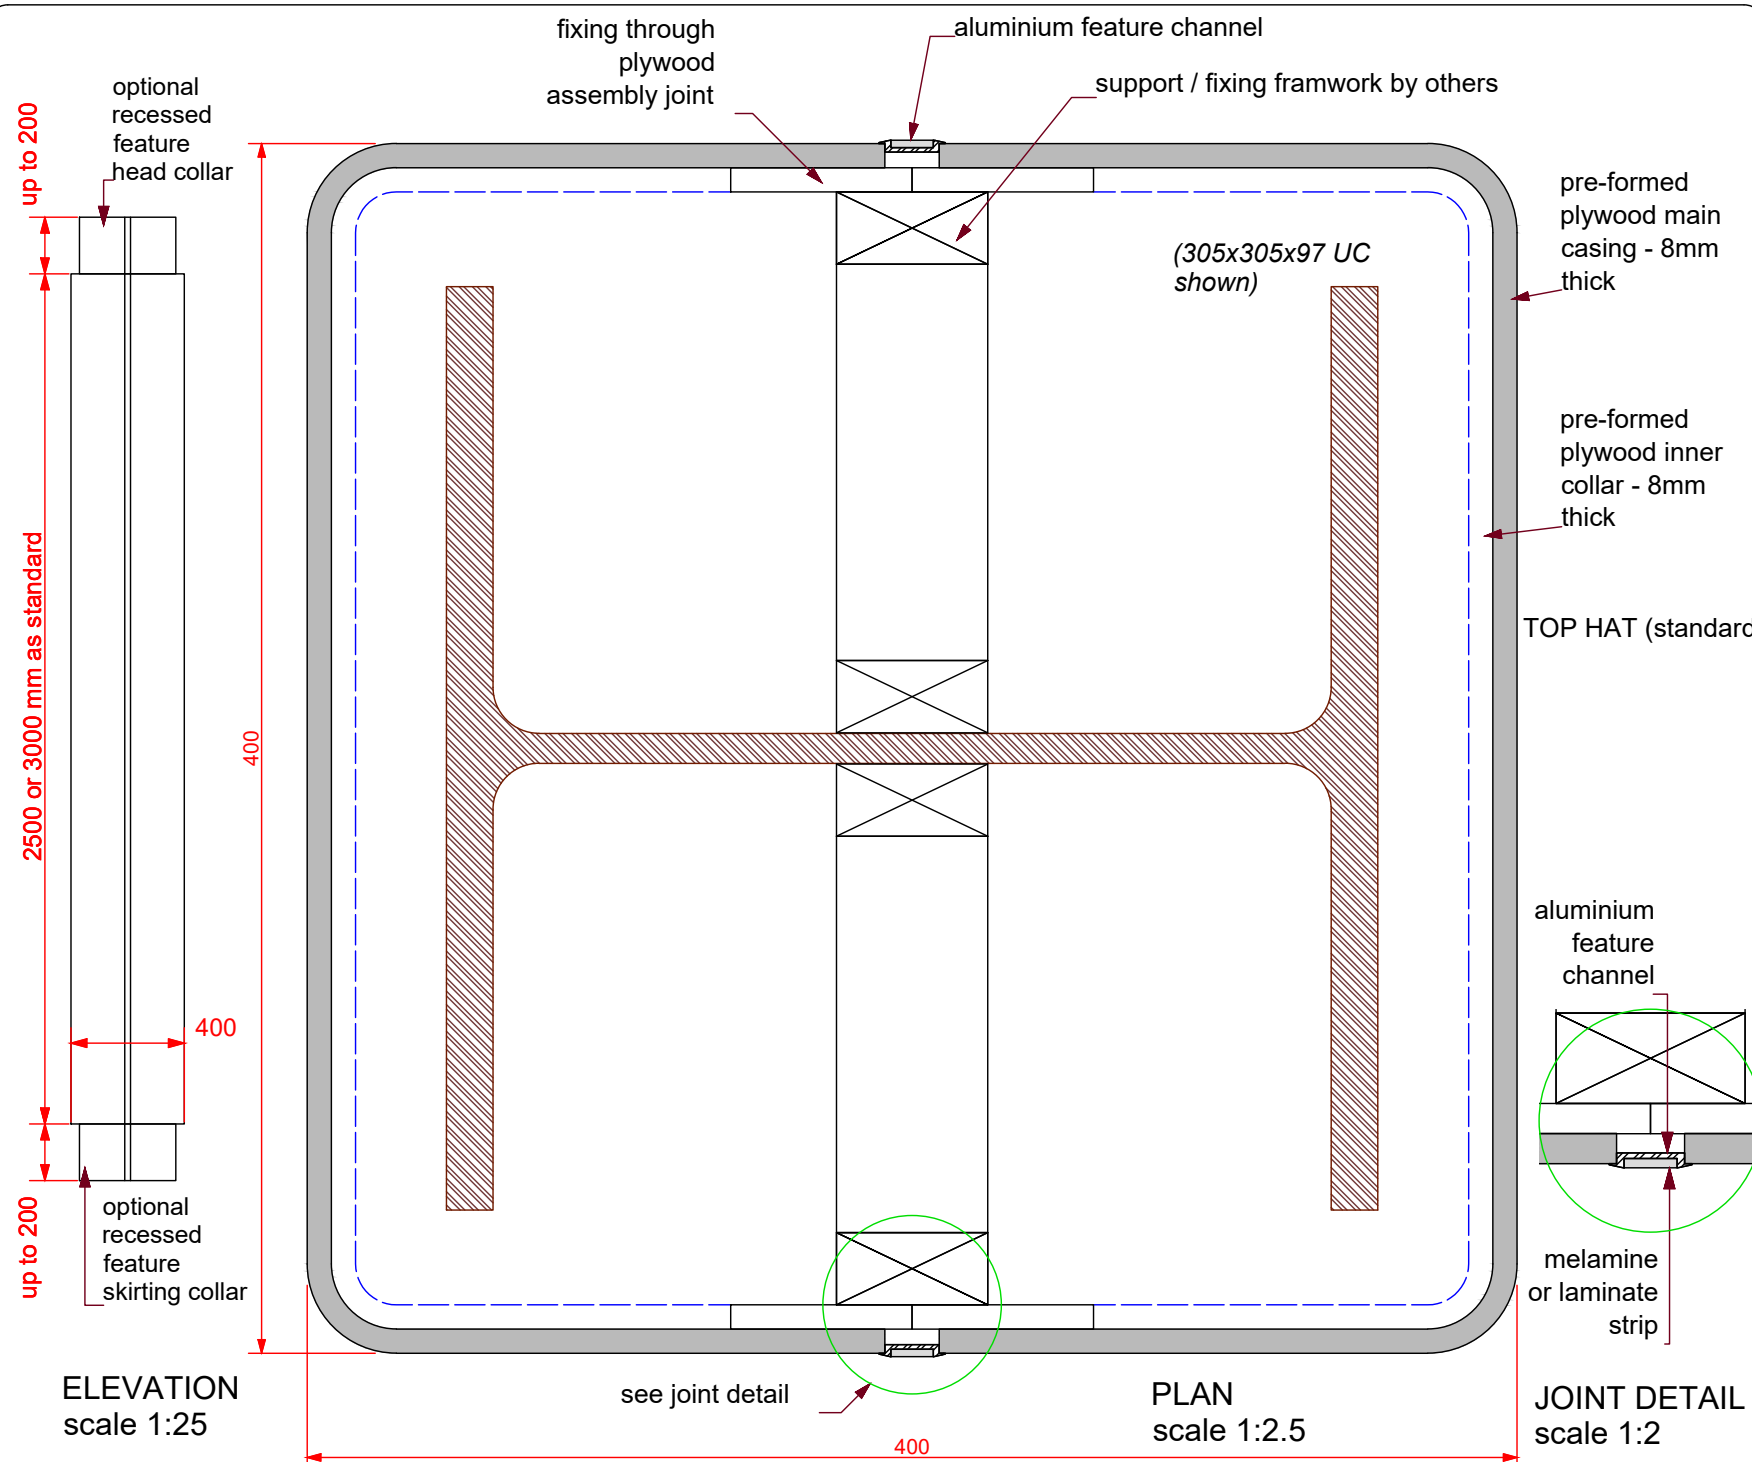 fixing through
plywood
assembly joint
aluminium feature channel
support / fixing framwork by others
optional
recessed
feature
head collar
up to 200
(305x305x97 UC
shown)
pre-formed
plywood main
casing - 8mm
thick
pre-formed
plywood inner
collar - 8mm
thick
2500 or 3000 mm as standard
400
TOP HAT (standard
400
aluminium
feature
channel
up to 200
optional
recessed
feature
skirting collar
melamine
or laminate
strip
see joint detail
ELEVATION
scale 1:25
PLAN
scale 1:2.5
JOINT DETAIL
scale 1:2
400